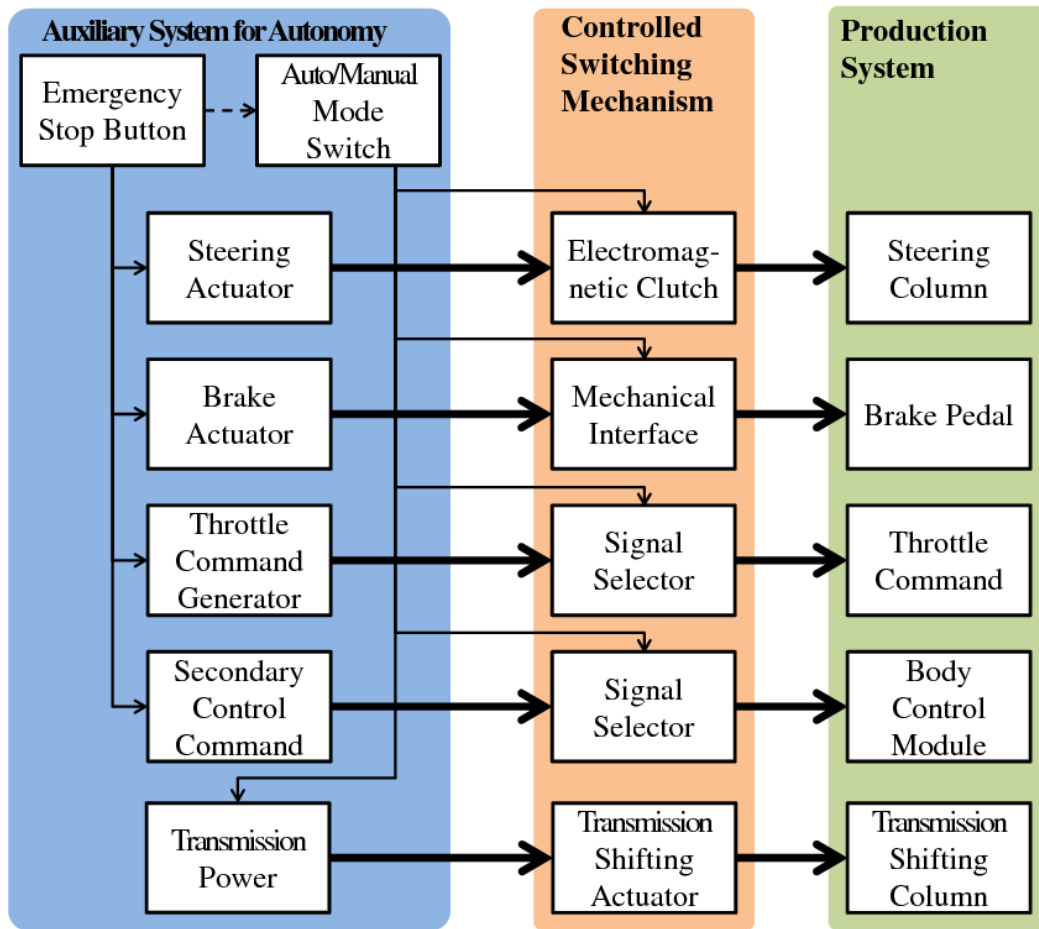 Auxiliary System for Autonomy
Controlled
Switching
Mechanism
Production
System
Emergency
Stop Button
Auto/Manual
Mode
Switch
Steering
Actuator
Electromag-
netic Clutch
Steering
Column
Brake
Actuator
Mechanical
Interface
Brake Pedal
Throttle
Command
Generator
Signal
Selector
Throttle
Command
Secondary
Control
Command
Signal
Selector
Body
Control
Module
Transmission
Power
Transmission
Shifting
Actuator
Transmission
Shifting
Column